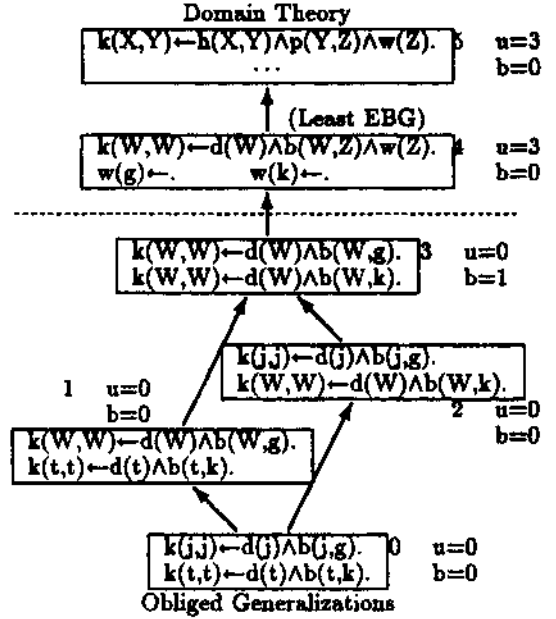 Domain Theory
k(X,Y)←h(X,Y)∧p(Y,Z)∧w(Z). 5 u=3
... b=0
(Least EBG)
k(W,W)←d(W)∧b(W,Z)∧w(Z). 4 u=3
w(g)←. w(k)←. b=0
k(W,W)←d(W)∧b(W,g). 3 u=0
k(W,W)←d(W)∧b(W,k). b=1
k(j,j)←d(j)∧b(j,g).
k(W,W)←d(W)∧b(W,k).
1 u=0
b=0
2 u=0
b=0
k(W,W)←d(W)∧b(W,g).
k(t,t)←d(t)∧b(t,k).
k(j,j)←d(j)∧b(j,g). 0 u=0
k(t,t)←d(t)∧b(t,k). b=0
Obliged Generalizations